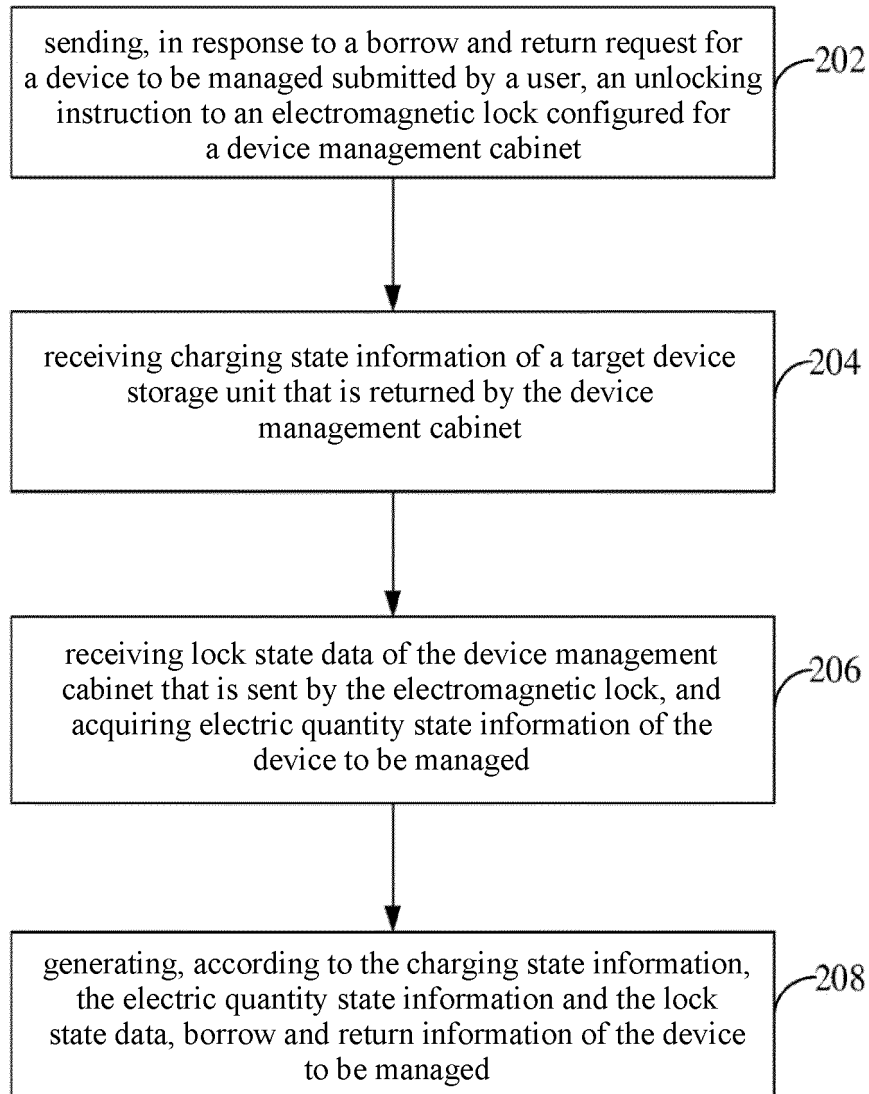 sending, in response to a borrow and return request for
a device to be managed submitted by a user, an unlocking
instruction to an electromagnetic lock configured for
a device management cabinet
202
receiving charging state information of a target device
storage unit that is returned by the device
management cabinet
204
receiving lock state data of the device management
cabinet that is sent by the electromagnetic lock, and
acquiring electric quantity state information of the
device to be managed
206
generating, according to the charging state information,
the electric quantity state information and the lock
state data, borrow and return information of the device
to be managed
208